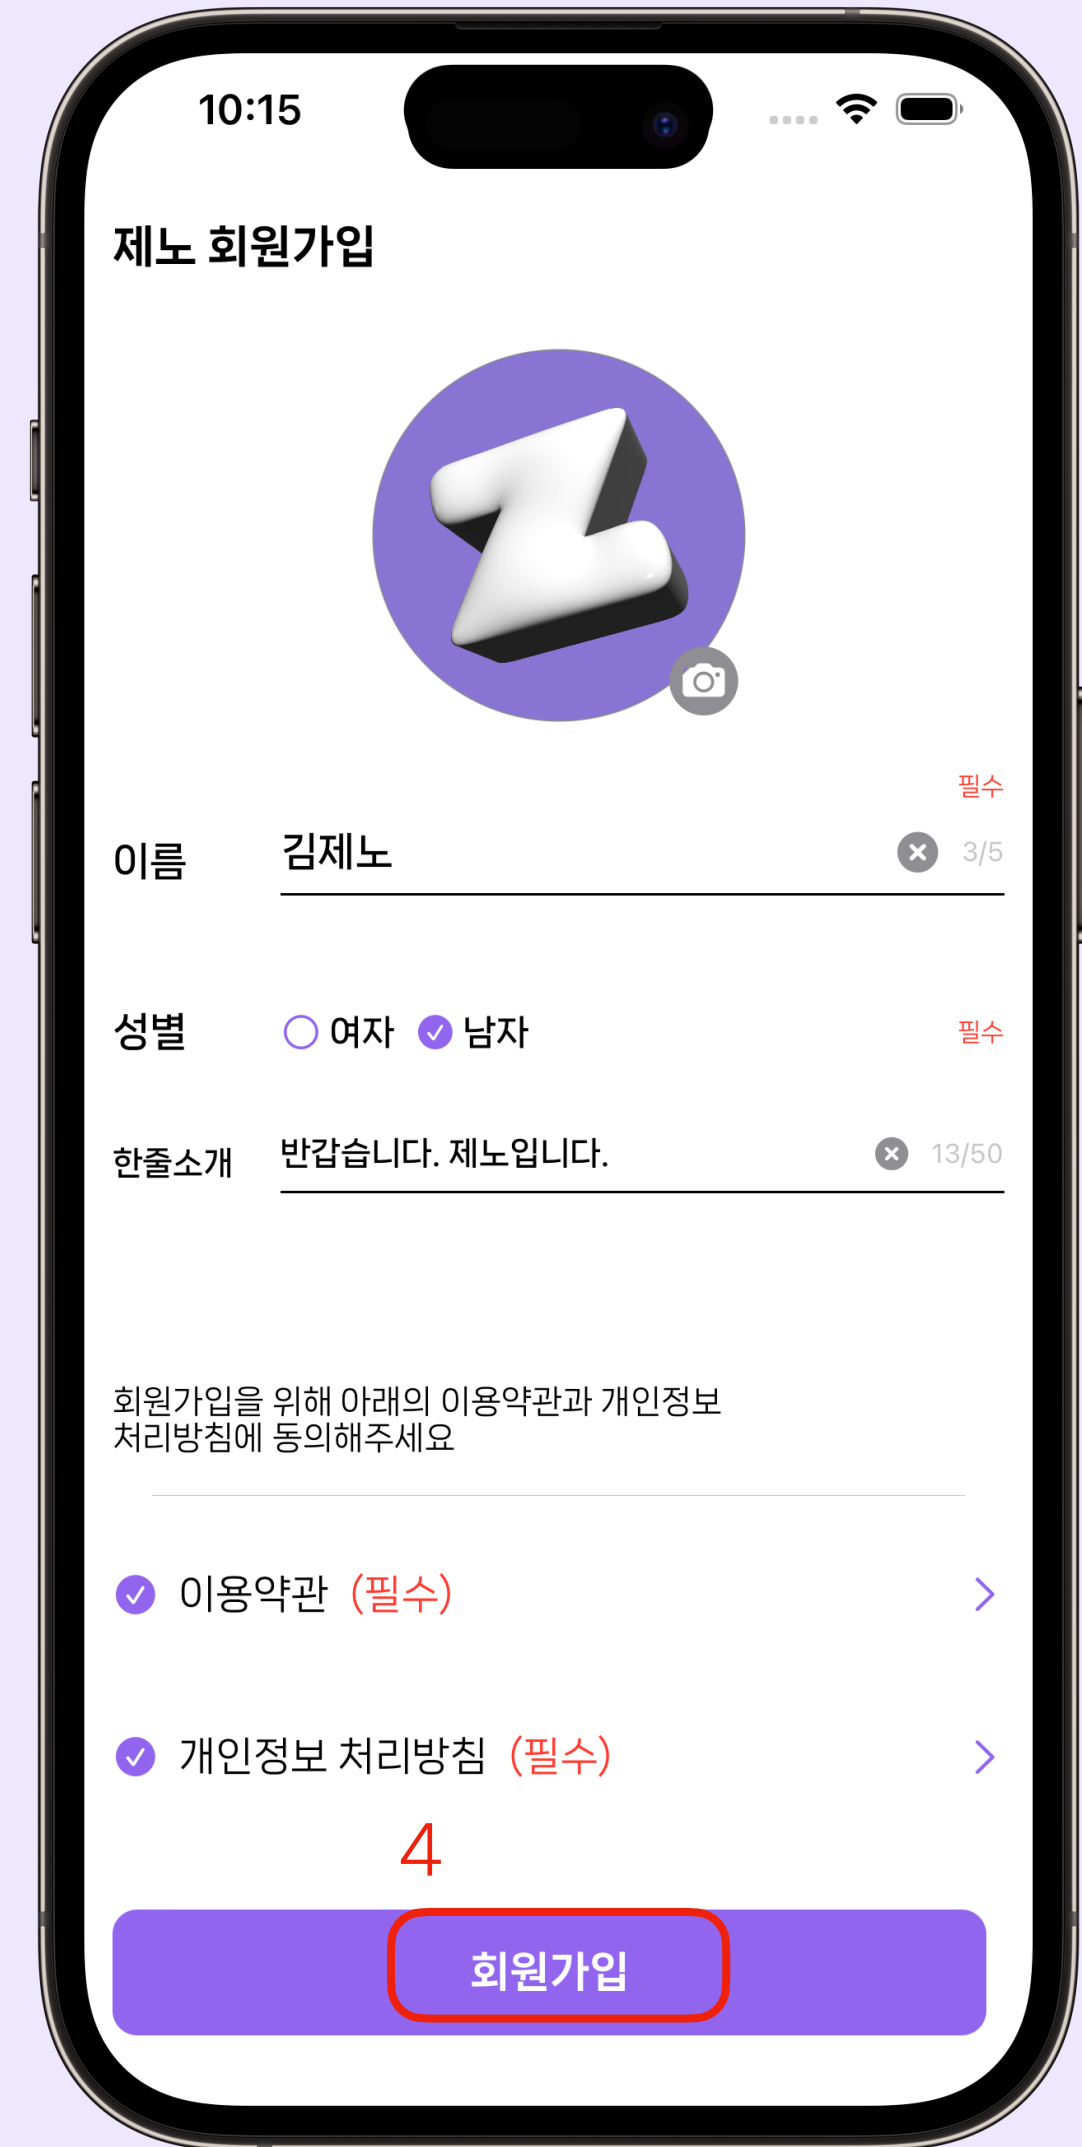 10:15
제노 회원가입
Z
필수
이름 김제노 3/5
성별 여자 남자 필수
한줄소개 반갑습니다. 제노입니다. 13/50
회원가입을 위해 아래의 이용약관과 개인정보
처리방침에 동의해주세요
이용약관 (필수)
개인정보 처리방침 (필수)
4
회원가입